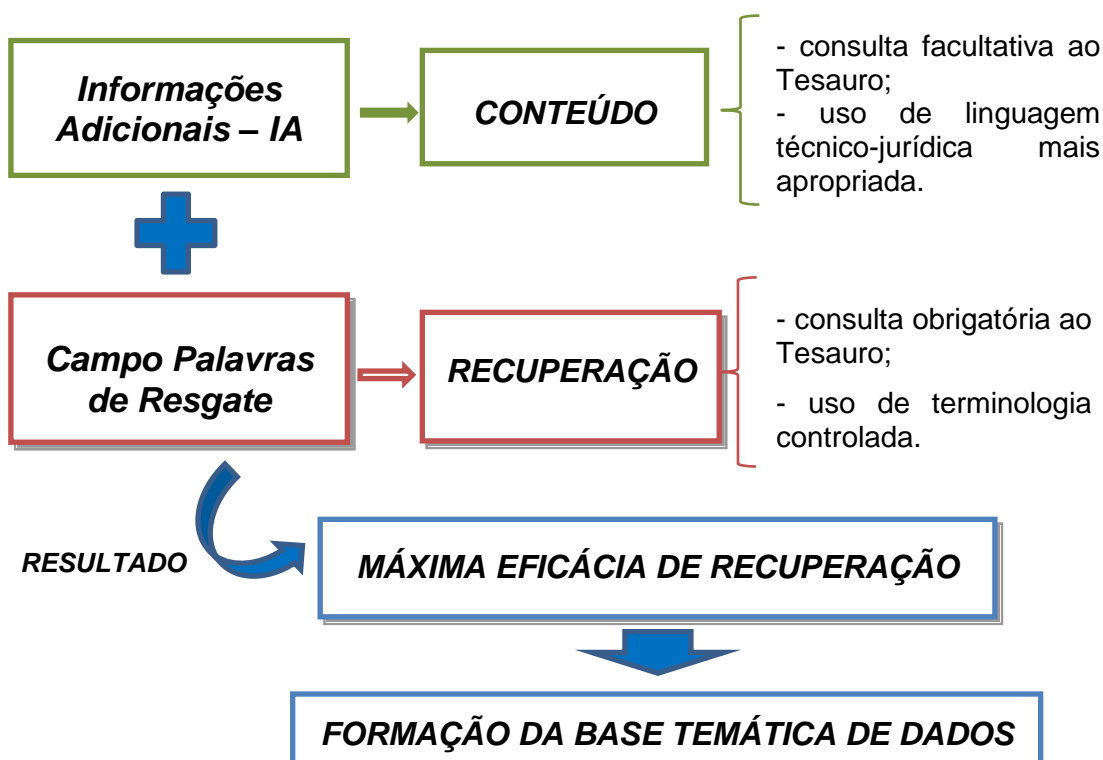 Informações
Adicionais – IA
CONTEÚDO
- consulta facultativa ao
Tesauro;
- uso de linguagem
técnico-jurídica mais
apropriada.
Campo Palavras
de Resgate
RECUPERAÇÃO
- consulta obrigatória ao
Tesauro;
- uso de terminologia
controlada.
RESULTADO
MÁXIMA EFICÁCIA DE RECUPERAÇÃO
FORMAÇÃO DA BASE TEMÁTICA DE DADOS